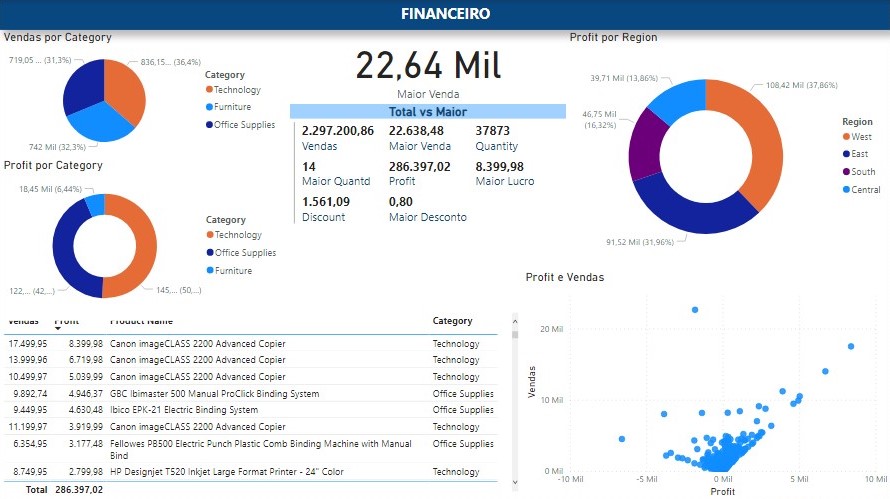 FINANCEIRO
Vendas por Category
719,05 ... (31,3%)
836,15... (36,4%)
742 Mil (32,3%)
Category
Technology
Furniture
Office Supplies
Profit por Category
18,45 Mil (6,44%)
122,... (42,...)
145,... (50,...)
Category
Technology
Office Supplies
Furniture
22,64 Mil
Maior Venda
Total vs Maior
2.297.200,86 22.638,48 37873
Vendas Maior Venda Quantity
14 286.397,02 8.399,98
Maior Quantd Profit Maior Lucro
1.561,09 0,80
Discount Maior Desconto
Profit por Region
39,71 Mil (13,86%)
108,42 Mil (37,86%)
46,75 Mil
(16,32%)
91,52 Mil (31,96%)
Region
West
East
South
Central
Vendas Profit Product Name Category
17.499,95 8.399,98 Canon imageCLASS 2200 Advanced Copier Technology
13.999,96 6.719,98 Canon imageCLASS 2200 Advanced Copier Technology
10.499,97 5.039,99 Canon imageCLASS 2200 Advanced Copier Technology
9.892,74 4.946,37 GBC Ibimaster 500 Manual ProClick Binding System Office Supplies
9.449,95 4.630,48 Ibico EPK-21 Electric Binding System Office Supplies
11.199,97 3.919,99 Canon imageCLASS 2200 Advanced Copier Technology
6.354,95 3.177,48 Fellowes PB500 Electric Punch Plastic Comb Binding Machine with Manual Office Supplies
Bind
8.749,95 2.799,98 HP Designjet T520 Inkjet Large Format Printer - 24" Color Technology
Total 286.397,02
Profit e Vendas
Vendas
20 Mil
10 Mil
0 Mil
-10 Mil -5 Mil 0 Mil 5 Mil 10 Mil
Profit